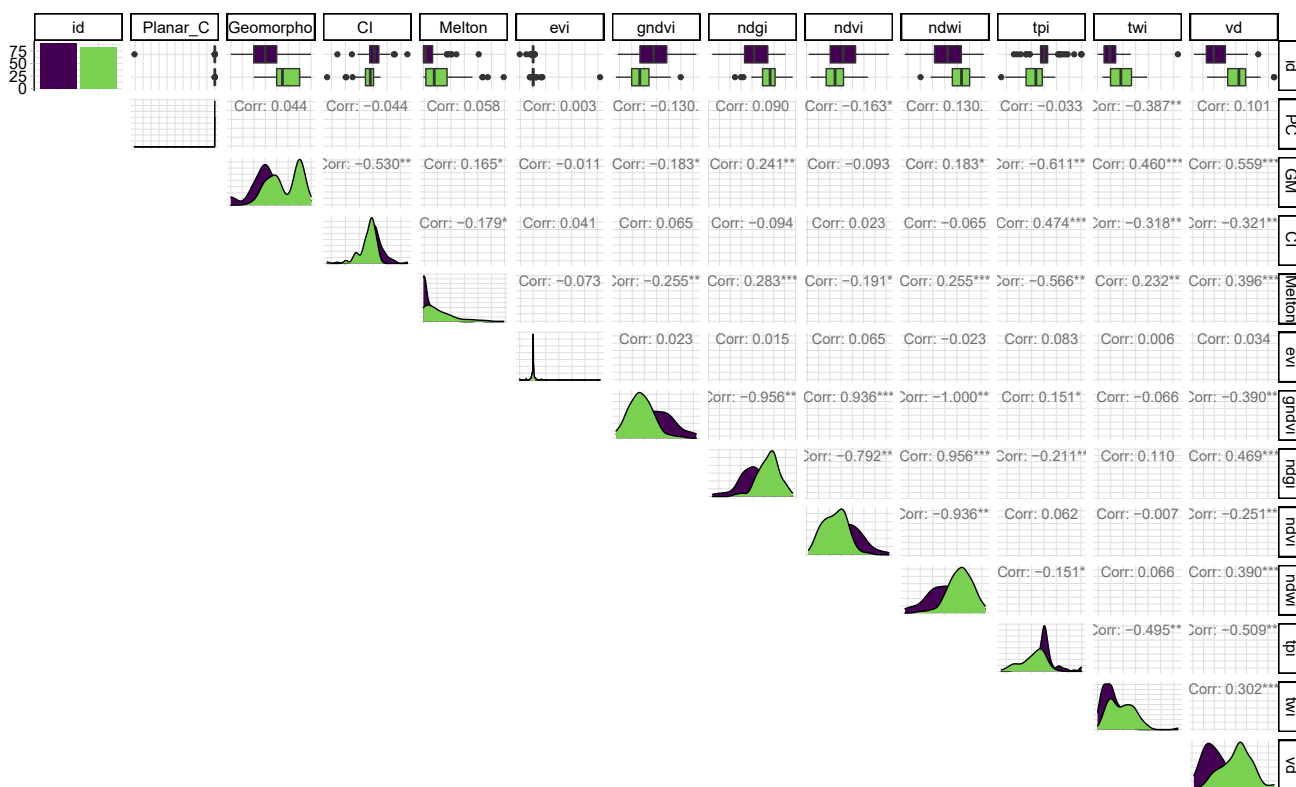 id Planar_C Geomorpho CI Melton evi gndvi ndgi ndvi ndwi tpi twi vd
75
50
25
0
id
Corr: 0.044 Corr: −0.044 Corr: 0.058 Corr: 0.003 Corr: −0.130. Corr: 0.090 Corr: −0.163* Corr: 0.130. Corr: −0.033 Corr: −0.387** Corr: 0.101
PC
Corr: −0.530** Corr: 0.165* Corr: −0.011 Corr: −0.183* Corr: 0.241** Corr: −0.093 Corr: 0.183* Corr: −0.611** Corr: 0.460*** Corr: 0.559***
GM
Corr: −0.179* Corr: 0.041 Corr: 0.065 Corr: −0.094 Corr: 0.023 Corr: −0.065 Corr: 0.474*** Corr: −0.318** Corr: −0.321**
CI
Corr: −0.073 Corr: −0.255** Corr: 0.283*** Corr: −0.191* Corr: 0.255*** Corr: −0.566** Corr: 0.232** Corr: 0.396***
Melton
Corr: 0.023 Corr: 0.015 Corr: 0.065 Corr: −0.023 Corr: 0.083 Corr: 0.006 Corr: 0.034
evi
Corr: −0.956** Corr: 0.936*** Corr: −1.000** Corr: 0.151* Corr: −0.066 Corr: −0.390**
gndvi
Corr: −0.792** Corr: 0.956*** Corr: −0.211** Corr: 0.110 Corr: 0.469***
ndgi
Corr: −0.936** Corr: 0.062 Corr: −0.007 Corr: −0.251**
ndvi
Corr: −0.151* Corr: 0.066 Corr: 0.390***
ndwi
Corr: −0.495** Corr: −0.509**
tpi
Corr: 0.302***
twi
vd